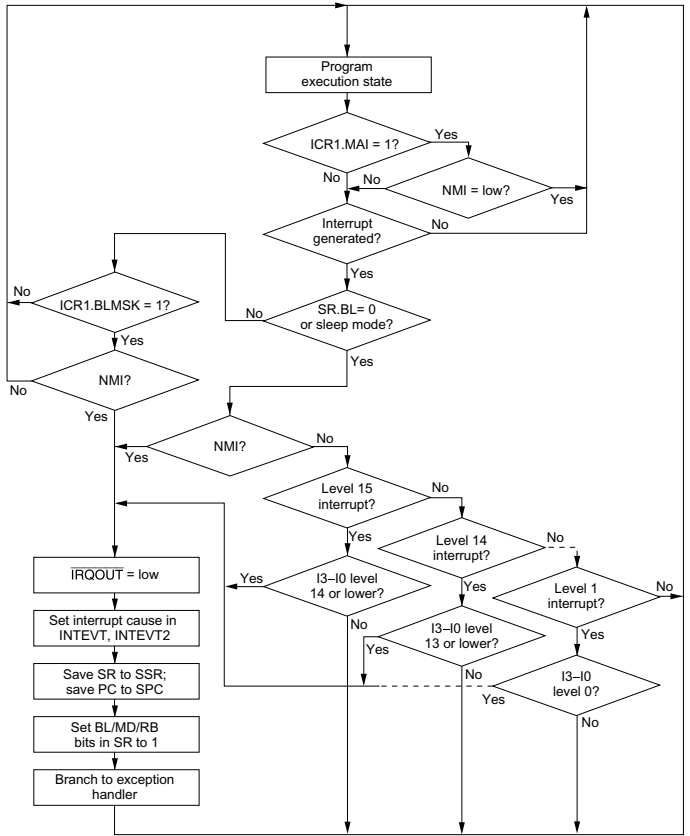 Program
execution state
ICR1.MAI = 1?
Yes
No
No
NMI = low?
Yes
Interrupt
generated?
No
Yes
No
ICR1.BLMSK = 1?
Yes
No
SR.BL= 0
or sleep mode?
Yes
No
NMI?
Yes
Yes
NMI?
No
Level 15
interrupt?
No
Yes
Level 14
interrupt?
No
Yes
IRQOUT = low
Yes
I3–I0 level
14 or lower?
No
Level 1
interrupt?
No
Yes
Set interrupt cause in
INTEVT, INTEVT2
Yes
I3–I0 level
13 or lower?
No
Save SR to SSR;
save PC to SPC
Yes
I3–I0
level 0?
No
Set BL/MD/RB
bits in SR to 1
Branch to exception
handler